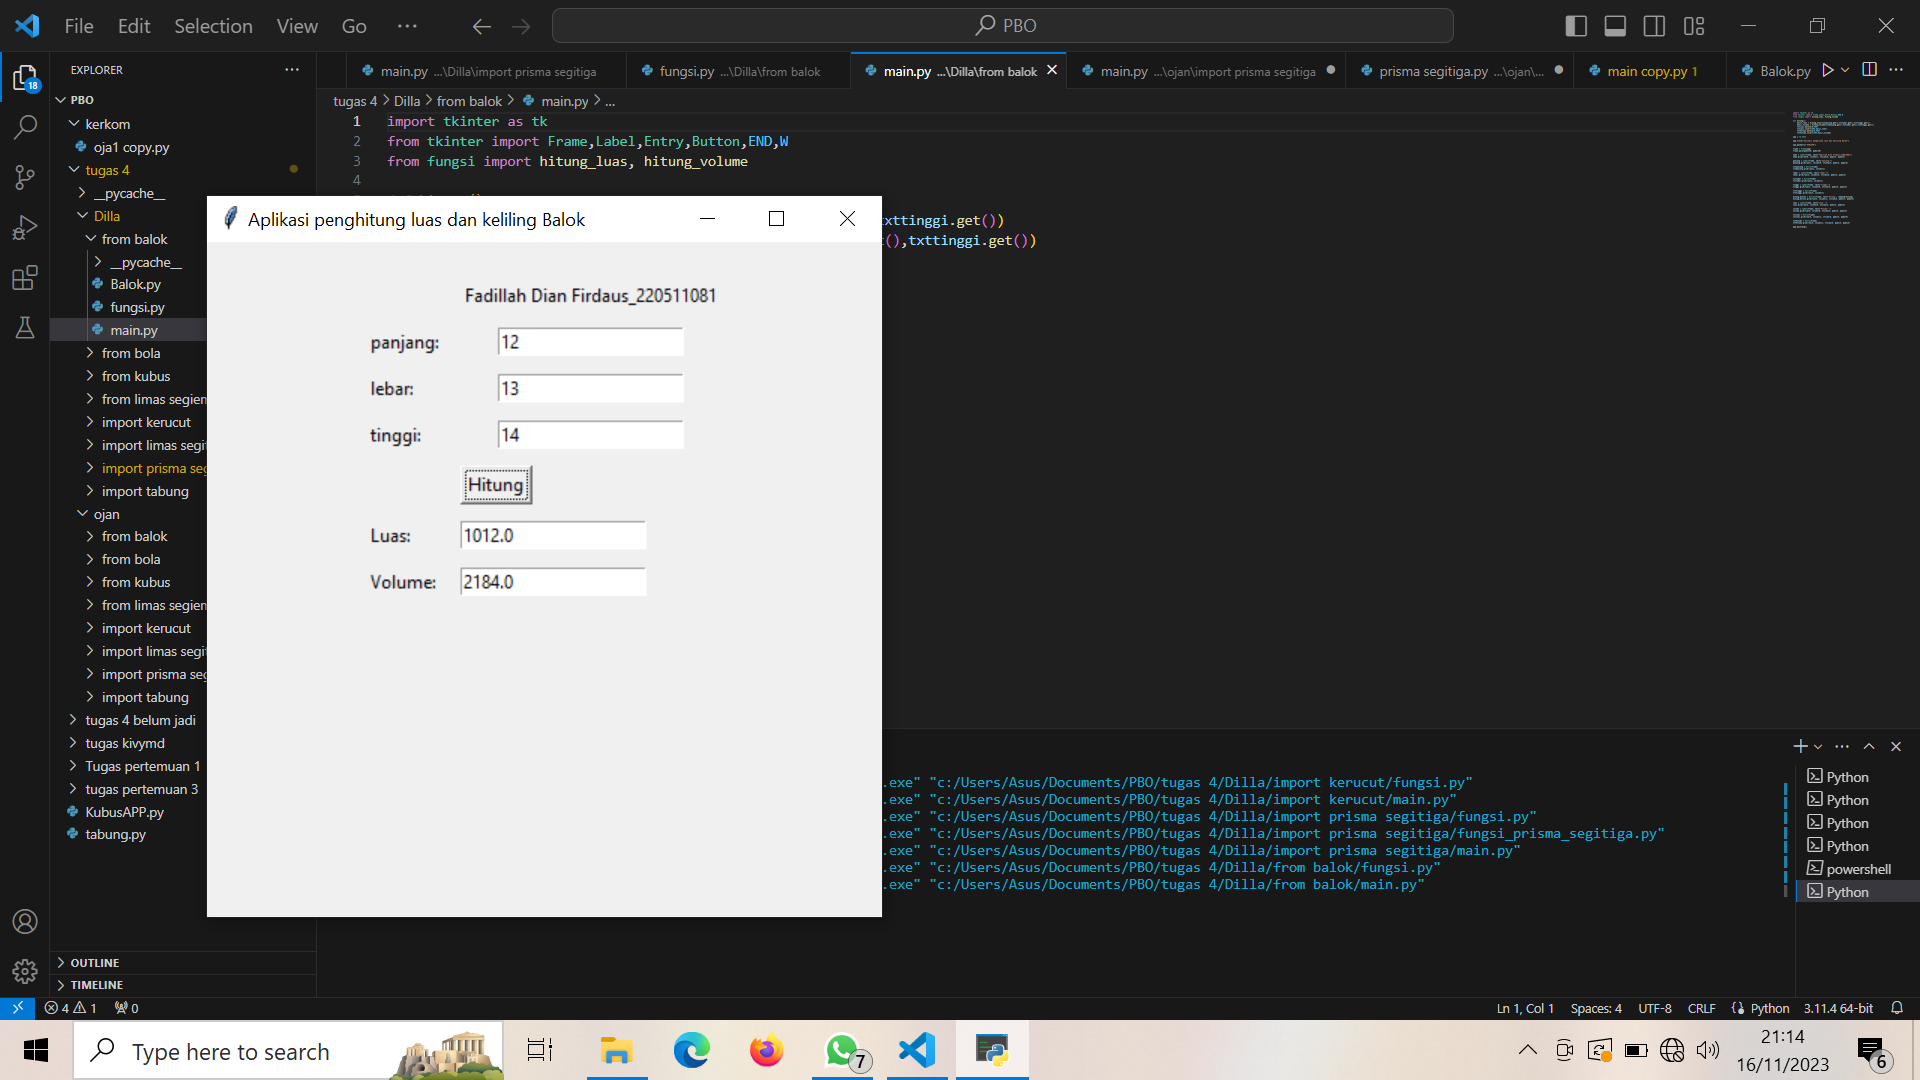 File Edit Selection View Go ... PBO
EXPLORER ...
main.py ...\Dilla\import prisma segitiga
fungsi.py ...\Dilla\from balok
main.py ...\Dilla\from balok
main.py ...\ojan\import prisma segitiga
prisma segitiga.py ...\ojan\...
main copy.py 1
Balok.py
18
PBO
kerkom
oja1 copy.py
tugas 4
__pycache__
Dilla
from balok
__pycache__
Balok.py
fungsi.py
main.py
from bola
from kubus
from limas segien
import kerucut
import limas segit
import prisma seg
import tabung
ojan
from balok
from bola
from kubus
from limas segien
import kerucut
import limas segit
import prisma seg
import tabung
tugas 4 belum jadi
tugas kivymd
Tugas pertemuan 1
tugas pertemuan 3
KubusAPP.py
tabung.py
OUTLINE
TIMELINE
tugas 4 > Dilla > from balok > main.py > ...
1 import tkinter as tk
2 from tkinter import Frame,Label,Entry,Button,END,W
3 from fungsi import hitung_luas, hitung_volume
4
xttinggi.get())
(),txttinggi.get())
Aplikasi penghitung luas dan keliling Balok
Fadillah Dian Firdaus_220511081
panjang: 12
lebar: 13
tinggi: 14
Hitung
Luas: 1012.0
Volume: 2184.0
.exe" "c:/Users/Asus/Documents/PBO/tugas 4/Dilla/import kerucut/fungsi.py"
.exe" "c:/Users/Asus/Documents/PBO/tugas 4/Dilla/import kerucut/main.py"
.exe" "c:/Users/Asus/Documents/PBO/tugas 4/Dilla/import prisma segitiga/fungsi.py"
.exe" "c:/Users/Asus/Documents/PBO/tugas 4/Dilla/import prisma segitiga/fungsi_prisma_segitiga.py"
.exe" "c:/Users/Asus/Documents/PBO/tugas 4/Dilla/import prisma segitiga/main.py"
.exe" "c:/Users/Asus/Documents/PBO/tugas 4/Dilla/from balok/fungsi.py"
.exe" "c:/Users/Asus/Documents/PBO/tugas 4/Dilla/from balok/main.py"
Python
Python
Python
Python
powershell
Python
4 1 0
Ln 1, Col 1 Spaces: 4 UTF-8 CRLF Python 3.11.4 64-bit
Type here to search
7
21:14
16/11/2023
6